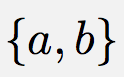 {a, b}